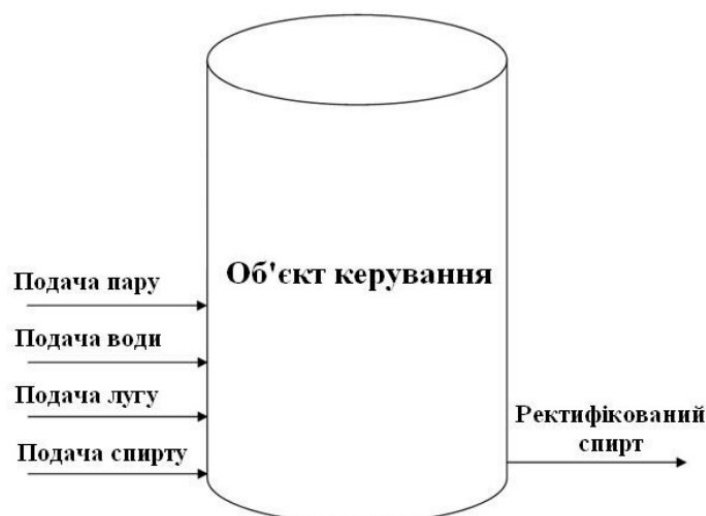 Об'єкт керування
Подача пару
Подача води
Подача лугу
Подача спирту
Ректифікований
спирт